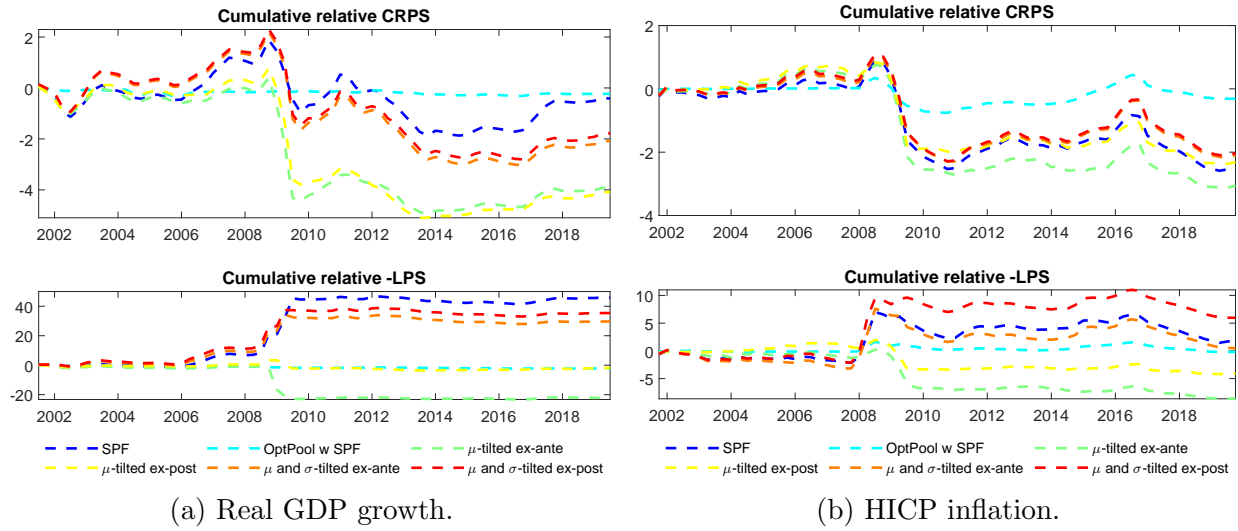 Cumulative relative CRPS
2
0
-2
-4
2002 2004 2006 2008 2010 2012 2014 2016 2018
Cumulative relative -LPS
40
20
0
-20
2002 2004 2006 2008 2010 2012 2014 2016 2018
SPF OptPool w SPF μ-tilted ex-ante
μ-tilted ex-post μ and σ-tilted ex-ante μ and σ-tilted ex-post
(a) Real GDP growth.
Cumulative relative CRPS
2
0
-2
-4
2002 2004 2006 2008 2010 2012 2014 2016 2018
Cumulative relative -LPS
10
5
0
-5
2002 2004 2006 2008 2010 2012 2014 2016 2018
SPF OptPool w SPF μ-tilted ex-ante
μ-tilted ex-post μ and σ-tilted ex-ante μ and σ-tilted ex-post
(b) HICP inflation.